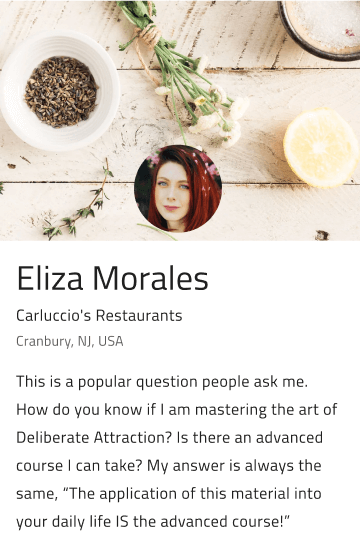 Eliza Morales
Carluccio's Restaurants
Cranbury, NJ, USA
This is a popular question people ask me.
How do you know if I am mastering the art of
Deliberate Attraction? Is there an advanced
course I can take? My answer is always the
same, “The application of this material into
your daily life IS the advanced course!”